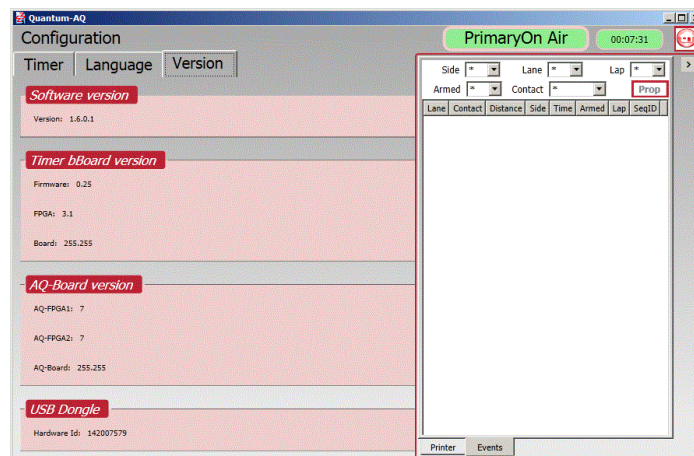 Quantum-AQ
Configuration
PrimaryOn Air
00:07:31
Timer Language Version
Software version
Version: 1.6.0.1
Timer bBoard version
Firmware: 0.25
FPGA: 3.1
Board: 255.255
AQ-Board version
AQ-FPGA1: 7
AQ-FPGA2: 7
AQ-Board: 255.255
USB Dongle
Hardware Id: 142007579
Side * Lane * Lap *
Armed * Contact * Prop
Lane Contact Distance Side Time Armed Lap SeqID
Printer Events